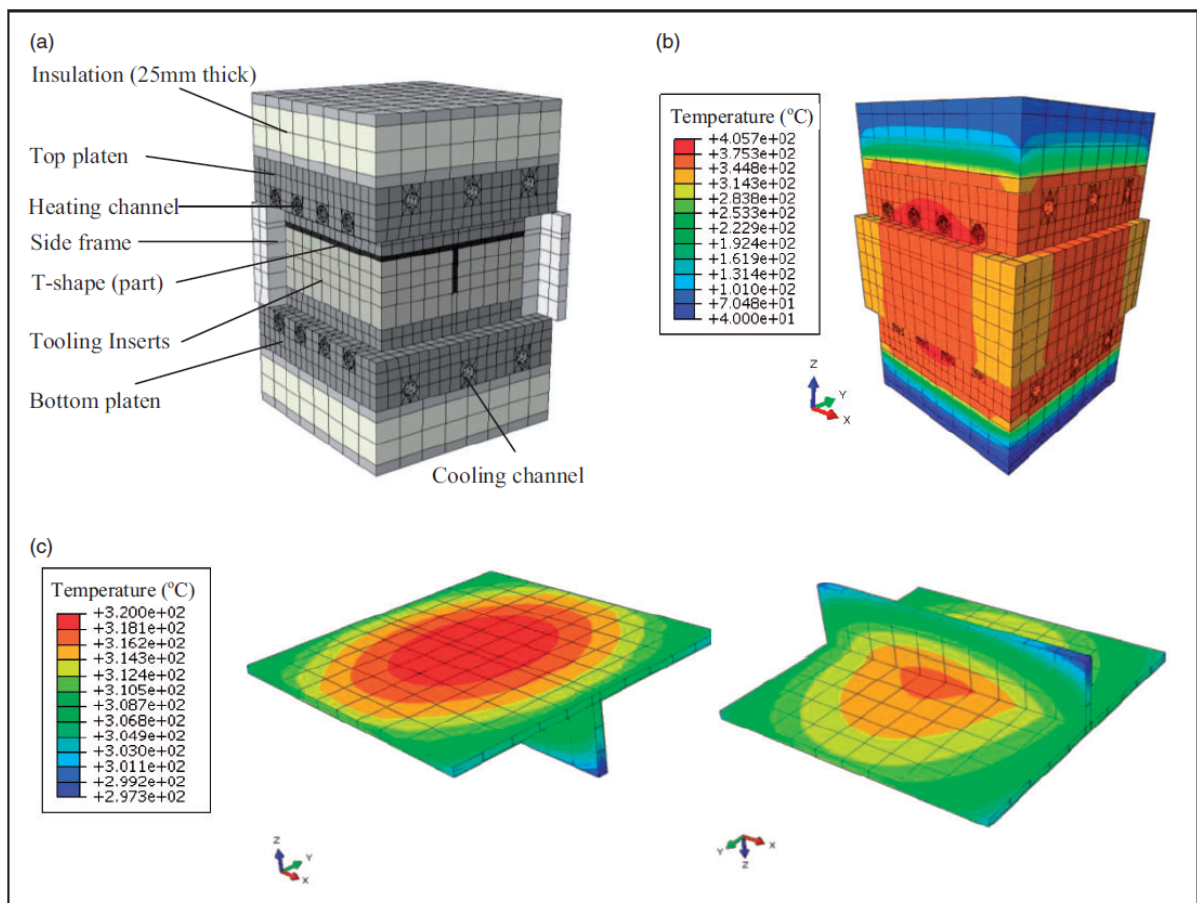 (a)
Insulation (25mm thick)
Top platen
Heating channel
Side frame
T-shape (part)
Tooling Inserts
Bottom platen
Cooling channel
(b)
Temperature (°C)
+4.057e+02
+3.753e+02
+3.448e+02
+3.143e+02
+2.838e+02
+2.533e+02
+2.229e+02
+1.924e+02
+1.619e+02
+1.314e+02
+1.010e+02
+7.048e+01
+4.000e+01
Z
Y
X
(c)
Temperature (°C)
+3.200e+02
+3.181e+02
+3.162e+02
+3.143e+02
+3.124e+02
+3.105e+02
+3.087e+02
+3.068e+02
+3.049e+02
+3.030e+02
+3.011e+02
+2.992e+02
+2.973e+02
Z
Y
X
Y
X
Z